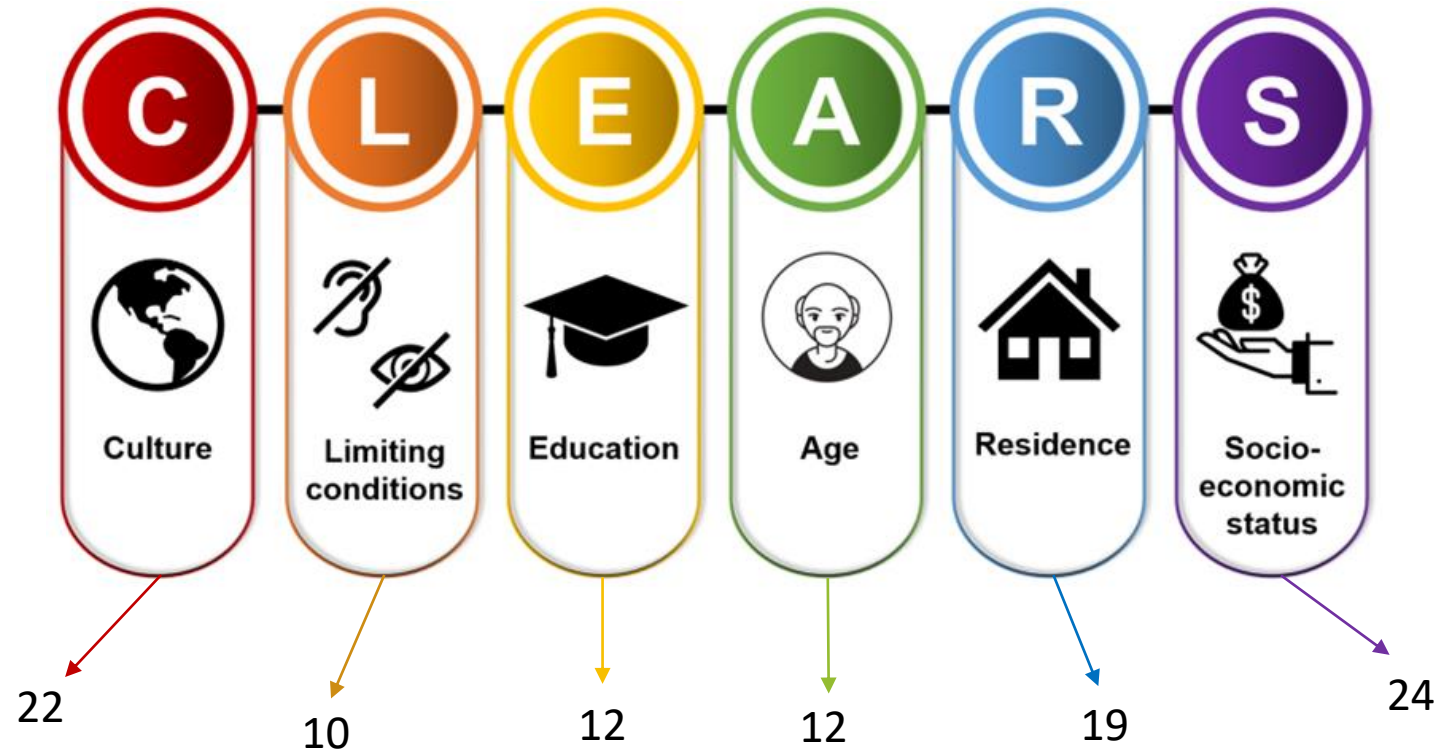 C L E A R S
$
Culture
Limiting
conditions
Education
Age
Residence
Socio-
economic
status
22
10
12
12
19
24